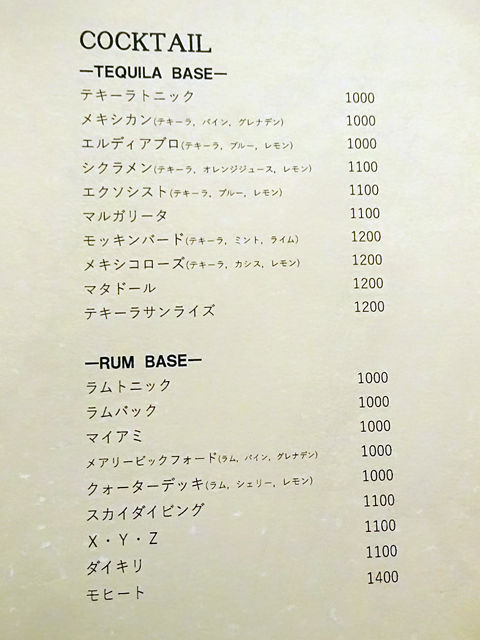 COCKTAIL
―TEQUILA BASE―
テキーラトニック 1000
メキシカン(テキーラ, パイン, グレナデン) 1000
エルディアブロ(テキーラ, ブルー, レモン) 1000
シクラメン(テキーラ, オレンジジュース, レモン) 1100
エクソシスト(テキーラ, ブルー, レモン) 1100
マルガリータ 1100
モッキンバード(テキーラ, ミント, ライム) 1200
メキシコローズ(テキーラ, カシス, レモン) 1200
マタドール 1200
テキーラサンライズ 1200
―RUM BASE―
ラムトニック 1000
ラムバック 1000
マイアミ 1000
メアリーピックフォード(ラム, パイン, グレナデン) 1000
クォーターデッキ(ラム, シェリー, レモン) 1000
スカイダイビング 1100
X・Y・Z 1100
ダイキリ 1100
モヒート 1400